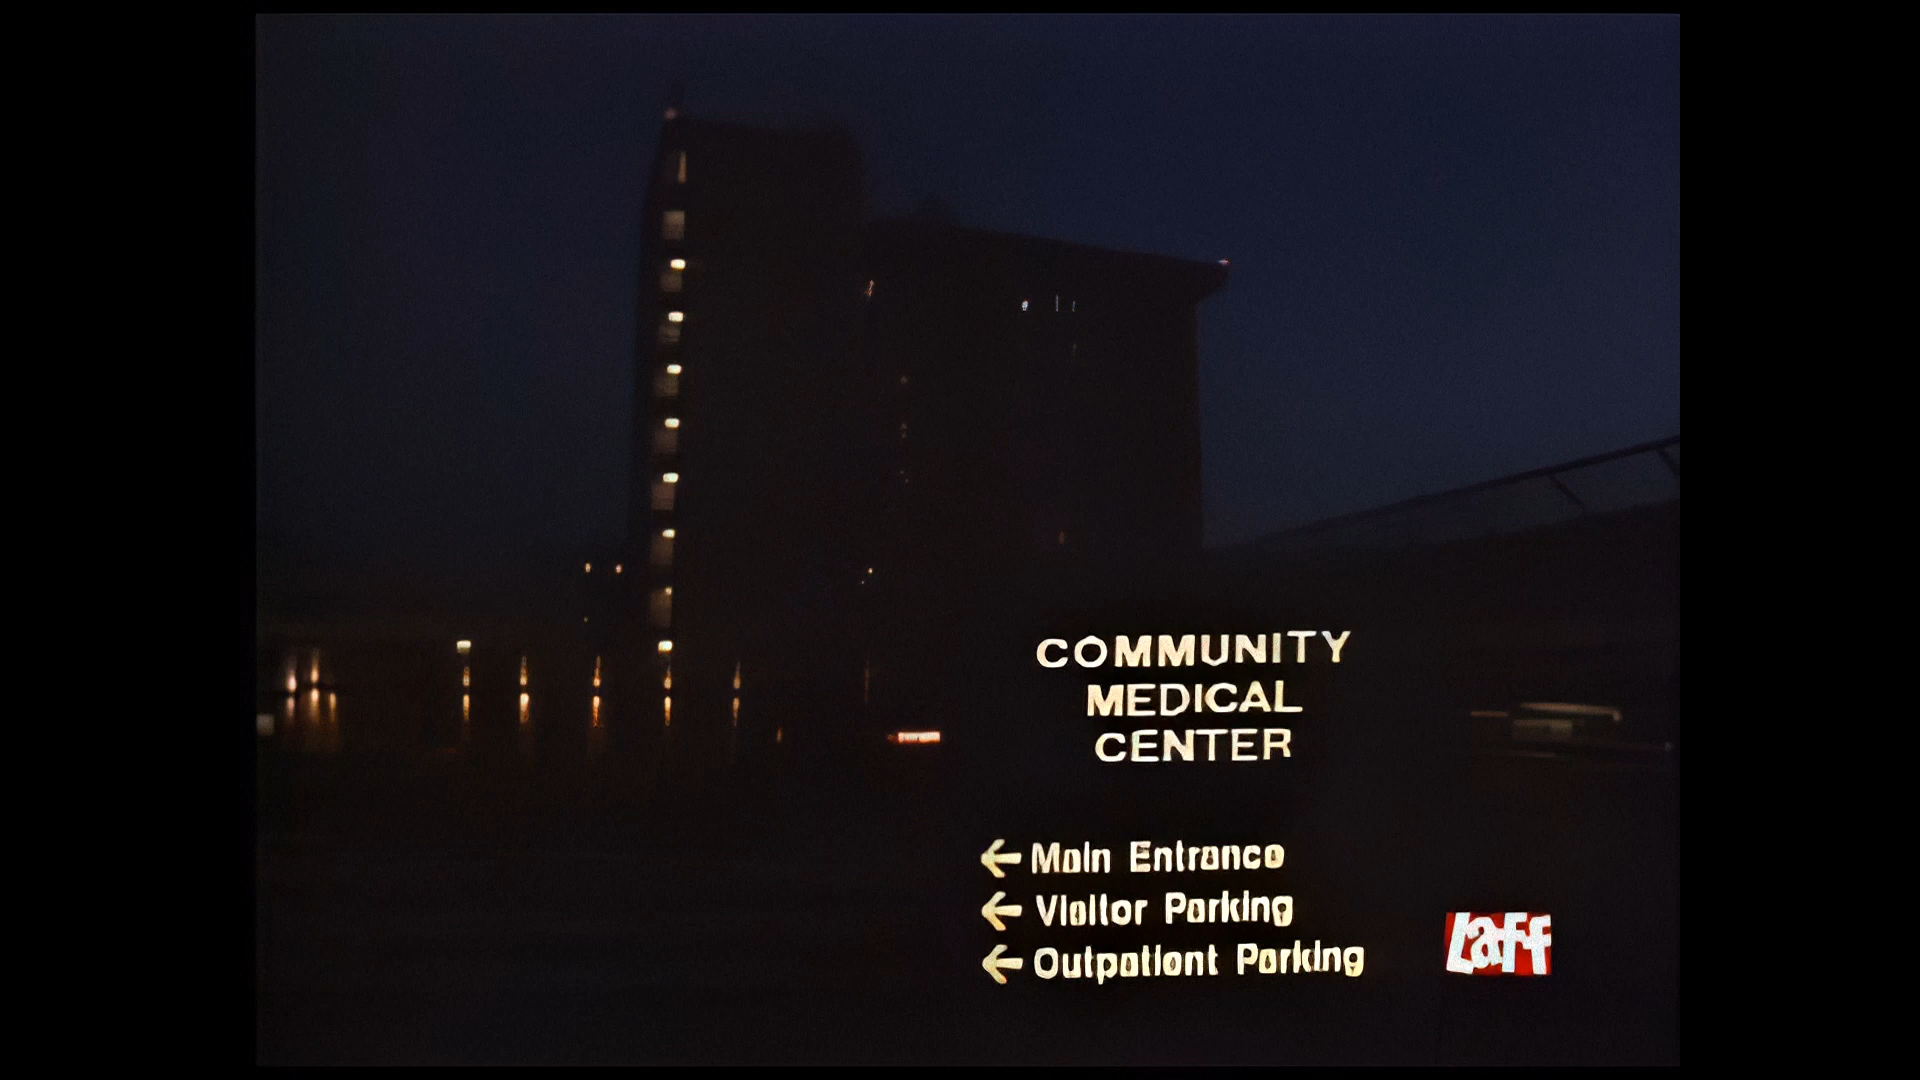 COMMUNITY
MEDICAL
CENTER
← Main Entrance
← Visitor Parking
← Outpatient Parking
Laff